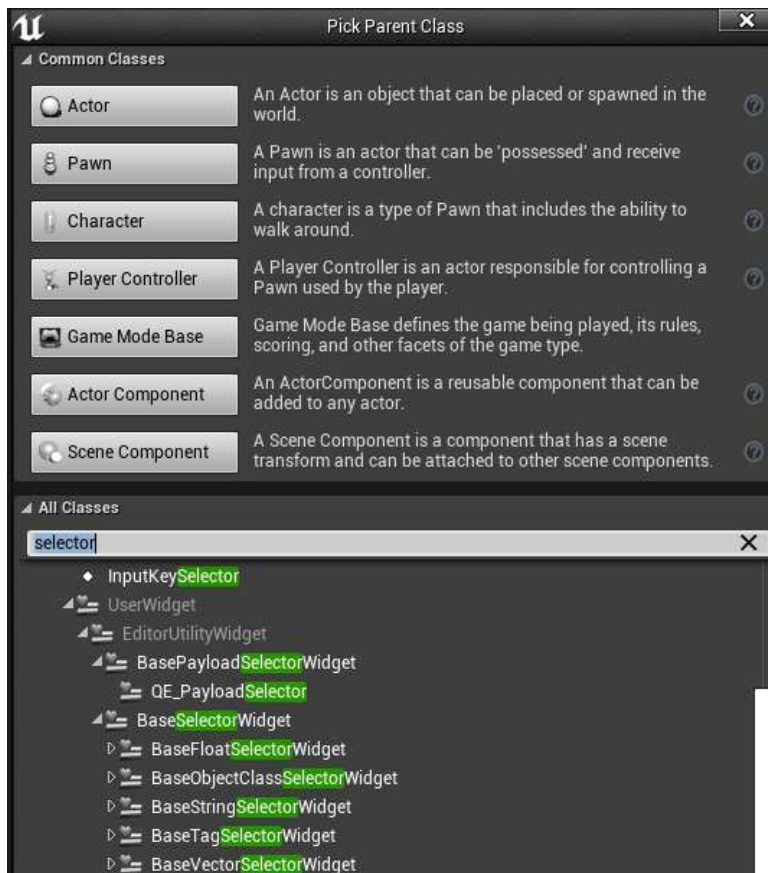 Pick Parent Class
Common Classes
Actor
An Actor is an object that can be placed or spawned in the
world.
Pawn
A Pawn is an actor that can be 'possessed' and receive
input from a controller.
Character
A character is a type of Pawn that includes the ability to
walk around.
Player Controller
A Player Controller is an actor responsible for controlling a
Pawn used by the player.
Game Mode Base
Game Mode Base defines the game being played, its rules,
scoring, and other facets of the game type.
Actor Component
An ActorComponent is a reusable component that can be
added to any actor.
Scene Component
A Scene Component is a component that has a scene
transform and can be attached to other scene components.
All Classes
selector
InputKeySelector
UserWidget
EditorUtilityWidget
BasePayloadSelectorWidget
QE_PayloadSelector
BaseSelectorWidget
BaseFloatSelectorWidget
BaseObjectClassSelectorWidget
BaseStringSelectorWidget
BaseTagSelectorWidget
BaseVectorSelectorWidget